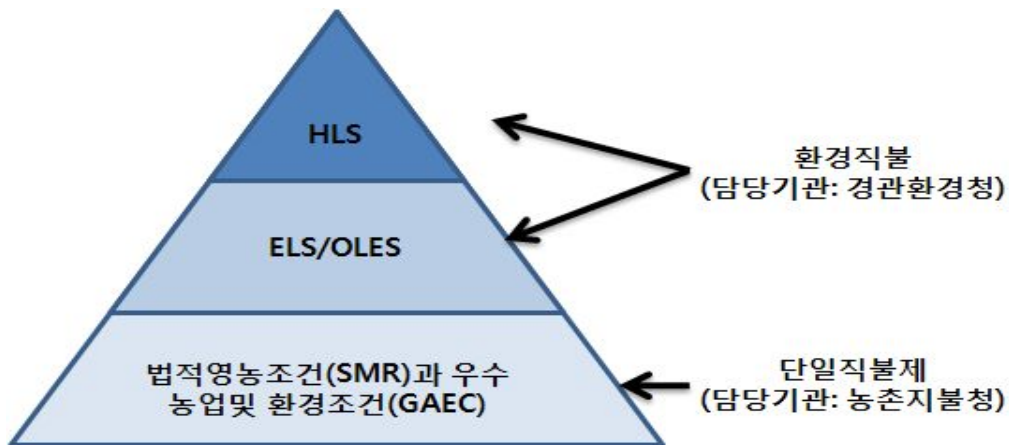 HLS
환경직불
(담당기관: 경관환경청)
ELS/OLES
법적영농조건(SMR)과 우수
농업및 환경조건(GAEC)
단일직불제
(담당기관: 농촌지불청)